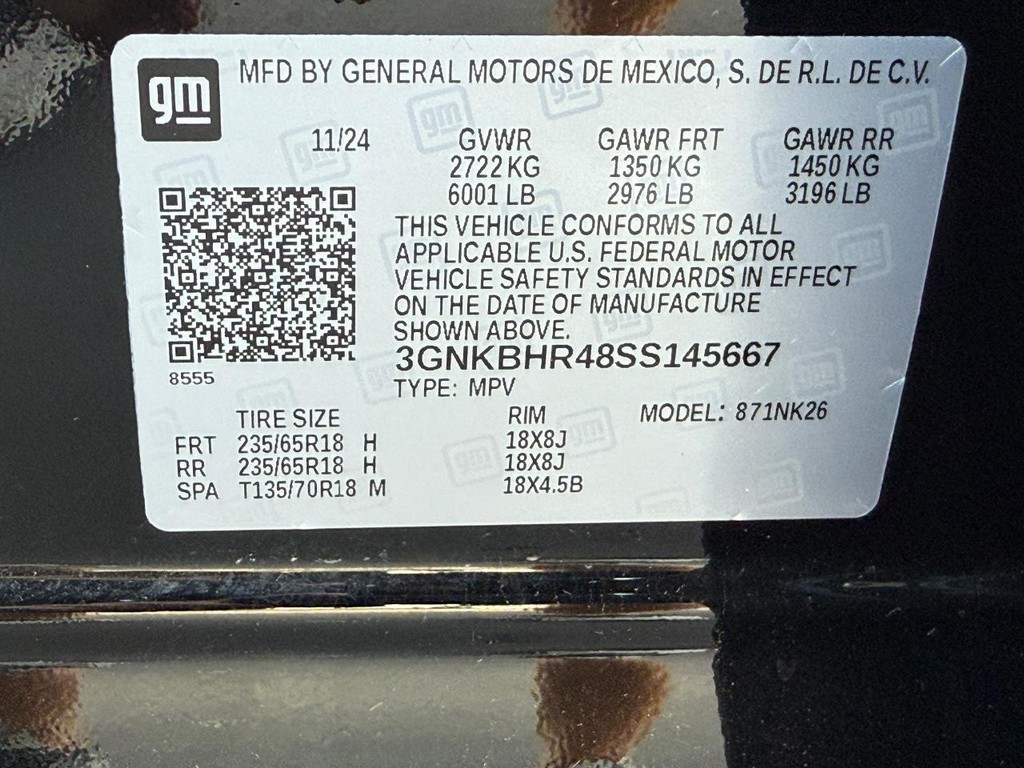 gm MFD BY GENERAL MOTORS DE MEXICO, S. DE R.L. DE C.V.
11/24 GVWR GAWR FRT GAWR RR
2722 KG 1350 KG 1450 KG
6001 LB 2976 LB 3196 LB
THIS VEHICLE CONFORMS TO ALL
APPLICABLE U.S. FEDERAL MOTOR
VEHICLE SAFETY STANDARDS IN EFFECT
ON THE DATE OF MANUFACTURE
SHOWN ABOVE.
3GNKBHR48SS145667
8555
TYPE: MPV
TIRE SIZE RIM MODEL: 871NK26
FRT 235/65R18 H 18X8J
RR 235/65R18 H 18X8J
SPA T135/70R18 M 18X4.5B